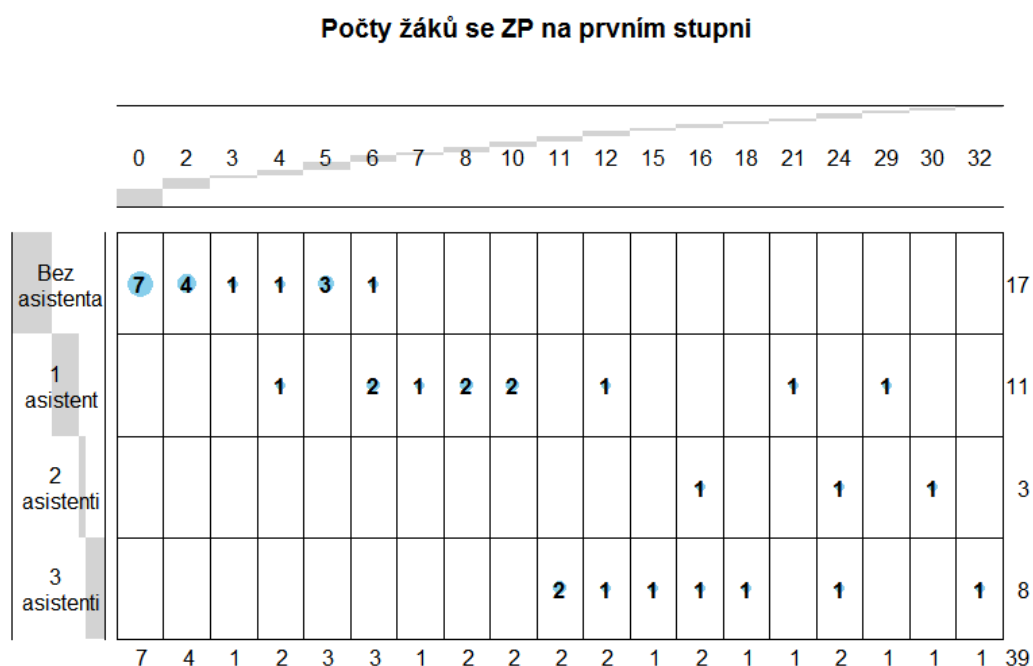 Počty žáků se ZP na prvním stupni
0 2 3 4 5 6 7 8 10 11 12 15 16 18 21 24 29 30 32
Bez
asistenta
7 4 1 1 3 1 17
1
asistent
1 2 1 2 2 1 1 1 11
2
asistenti
1 1 1 3
3
asistenti
2 1 1 1 1 1 1 8
7 4 1 2 3 3 1 2 2 2 2 1 2 1 1 2 1 1 1 39